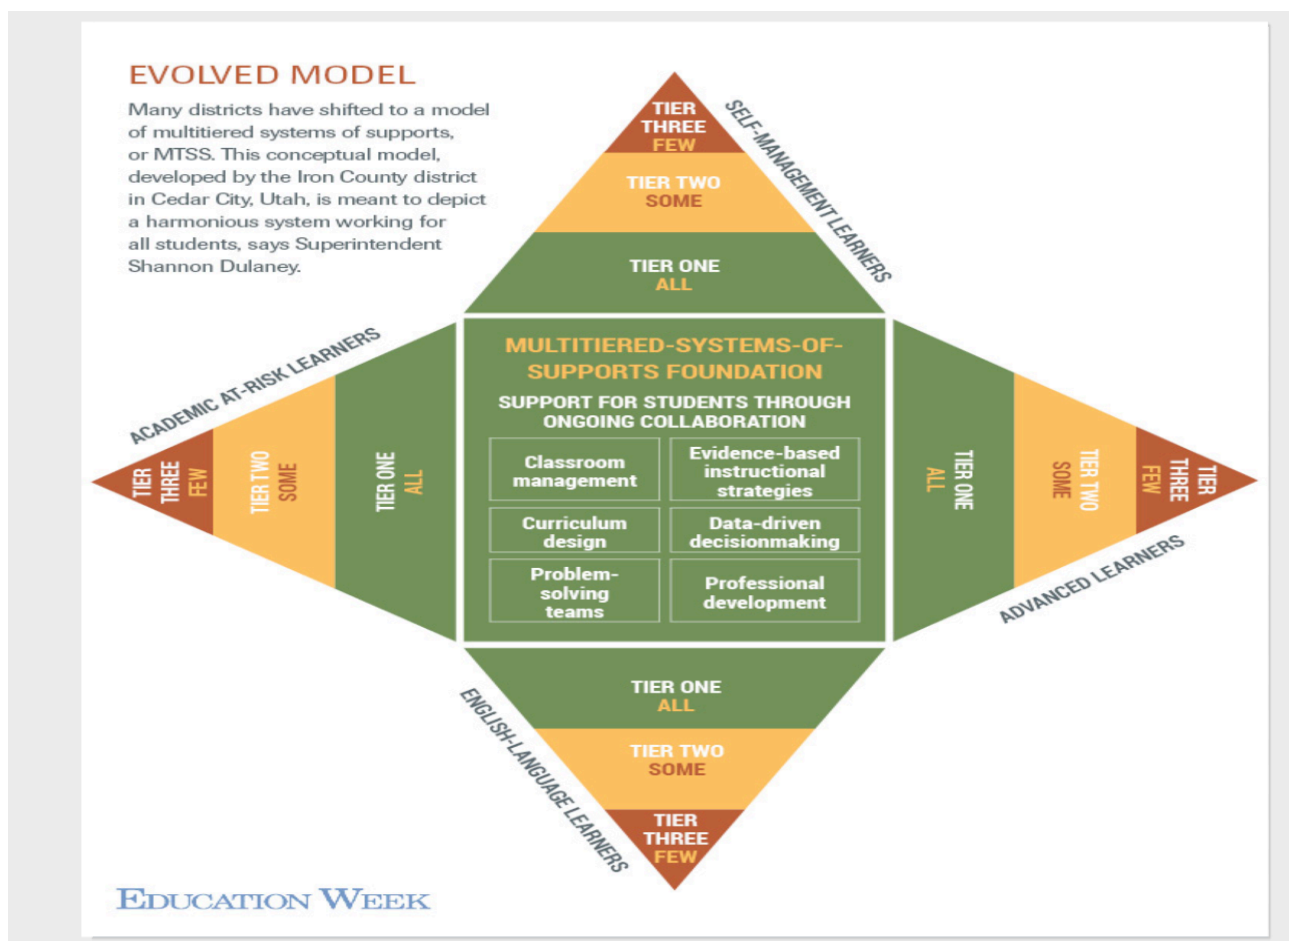 EVOLVED MODEL
Many districts have shifted to a model
of multitiered systems of supports,
or MTSS. This conceptual model,
developed by the Iron County district
in Cedar City, Utah, is meant to depict
a harmonious system working for
all students, says Superintendent
Shannon Dulaney.
TIER
THREE
FEW
TIER TWO
SOME
TIER ONE
ALL
SELF-MANAGEMENT LEARNERS
ACADEMIC AT-RISK LEARNERS
TIER
THREE
FEW
TIER TWO
SOME
TIER ONE
ALL
MULTITIERED-SYSTEMS-OF-
SUPPORTS FOUNDATION
SUPPORT FOR STUDENTS THROUGH
ONGOING COLLABORATION
Classroom
management
Evidence-based
instructional
strategies
Curriculum
design
Data-driven
decisionmaking
Problem-
solving
teams
Professional
development
TIER ONE
ALL
TIER TWO
SOME
TIER
THREE
FEW
ADVANCED LEARNERS
TIER ONE
ALL
TIER TWO
SOME
TIER
THREE
FEW
ENGLISH-LANGUAGE LEARNERS
EDUCATION WEEK